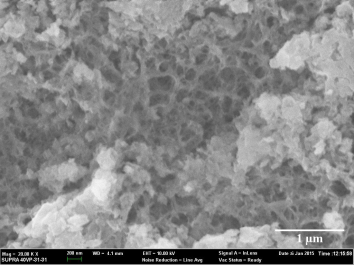 1 µm
Mag = 20.00 K X
200 nm
WD = 4.1 mm
EHT = 10.00 kV
Signal A = InLens
Date :6 Jan 2015
Time :12:15:58
SUPRA 40VP-31-31
Noise Reduction = Line Avg
Vac Status = Ready